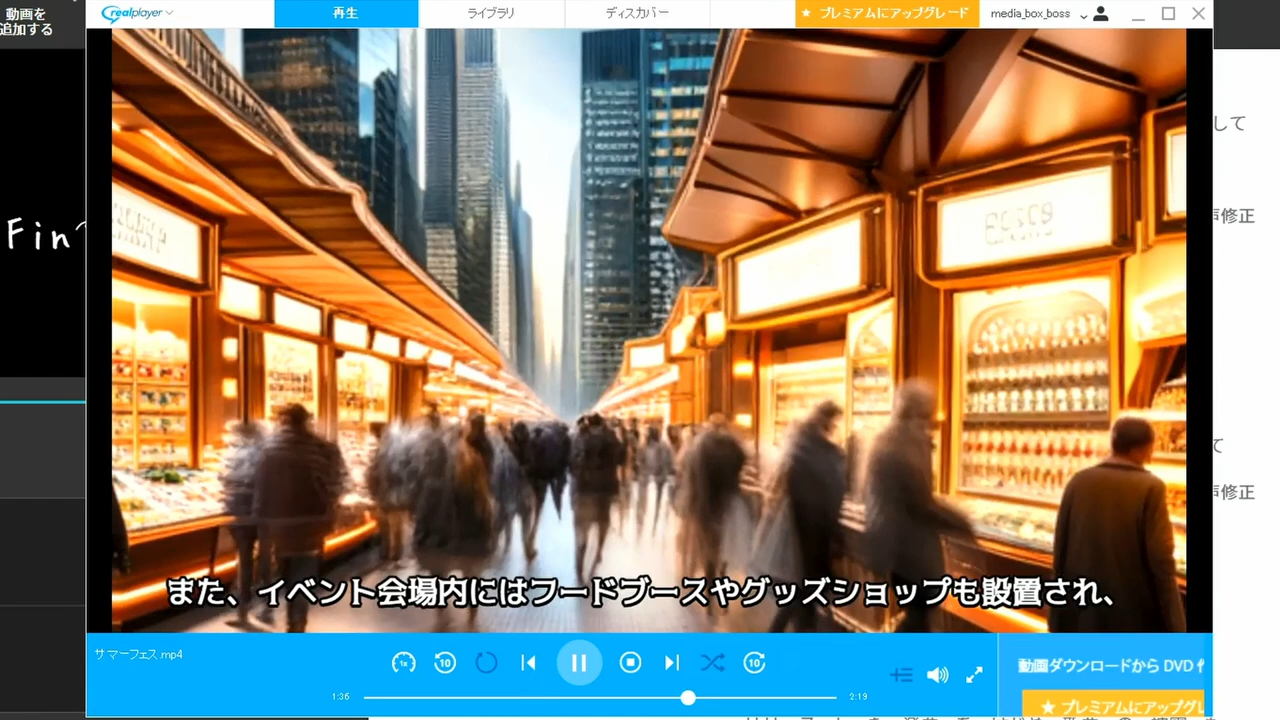 動画を
追加する
realplayer
再生
ライブラリ
ディスカバー
★ プレミアムにアップグレード
media_box_boss
して
Fin
声修正
て
声修正
また、イベント会場内にはフードブースやグッズショップも設置され、
サマーフェス.mp4
1x
10
10
1:36
2:19
動画ダウンロードから DVD
★ プレミアムにアップグレ